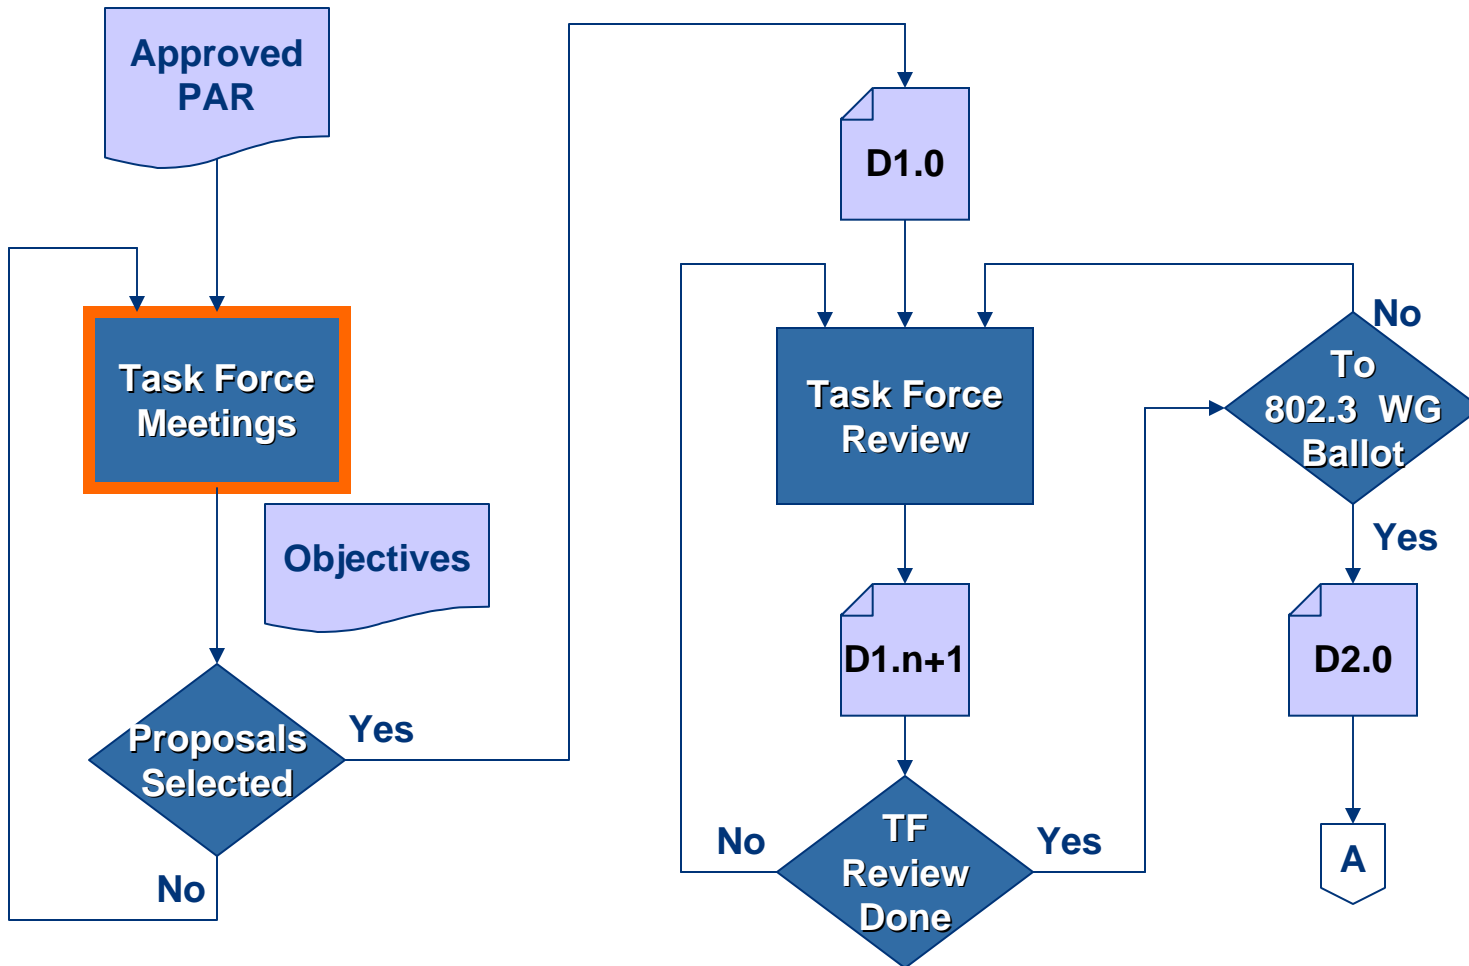 Approved
PAR
Task Force
Meetings
Objectives
Proposals
Selected
Yes
No
D1.0
Task Force
Review
D1.n+1
TF
Review
Done
No
Yes
To
802.3 WG
Ballot
No
Yes
D2.0
A